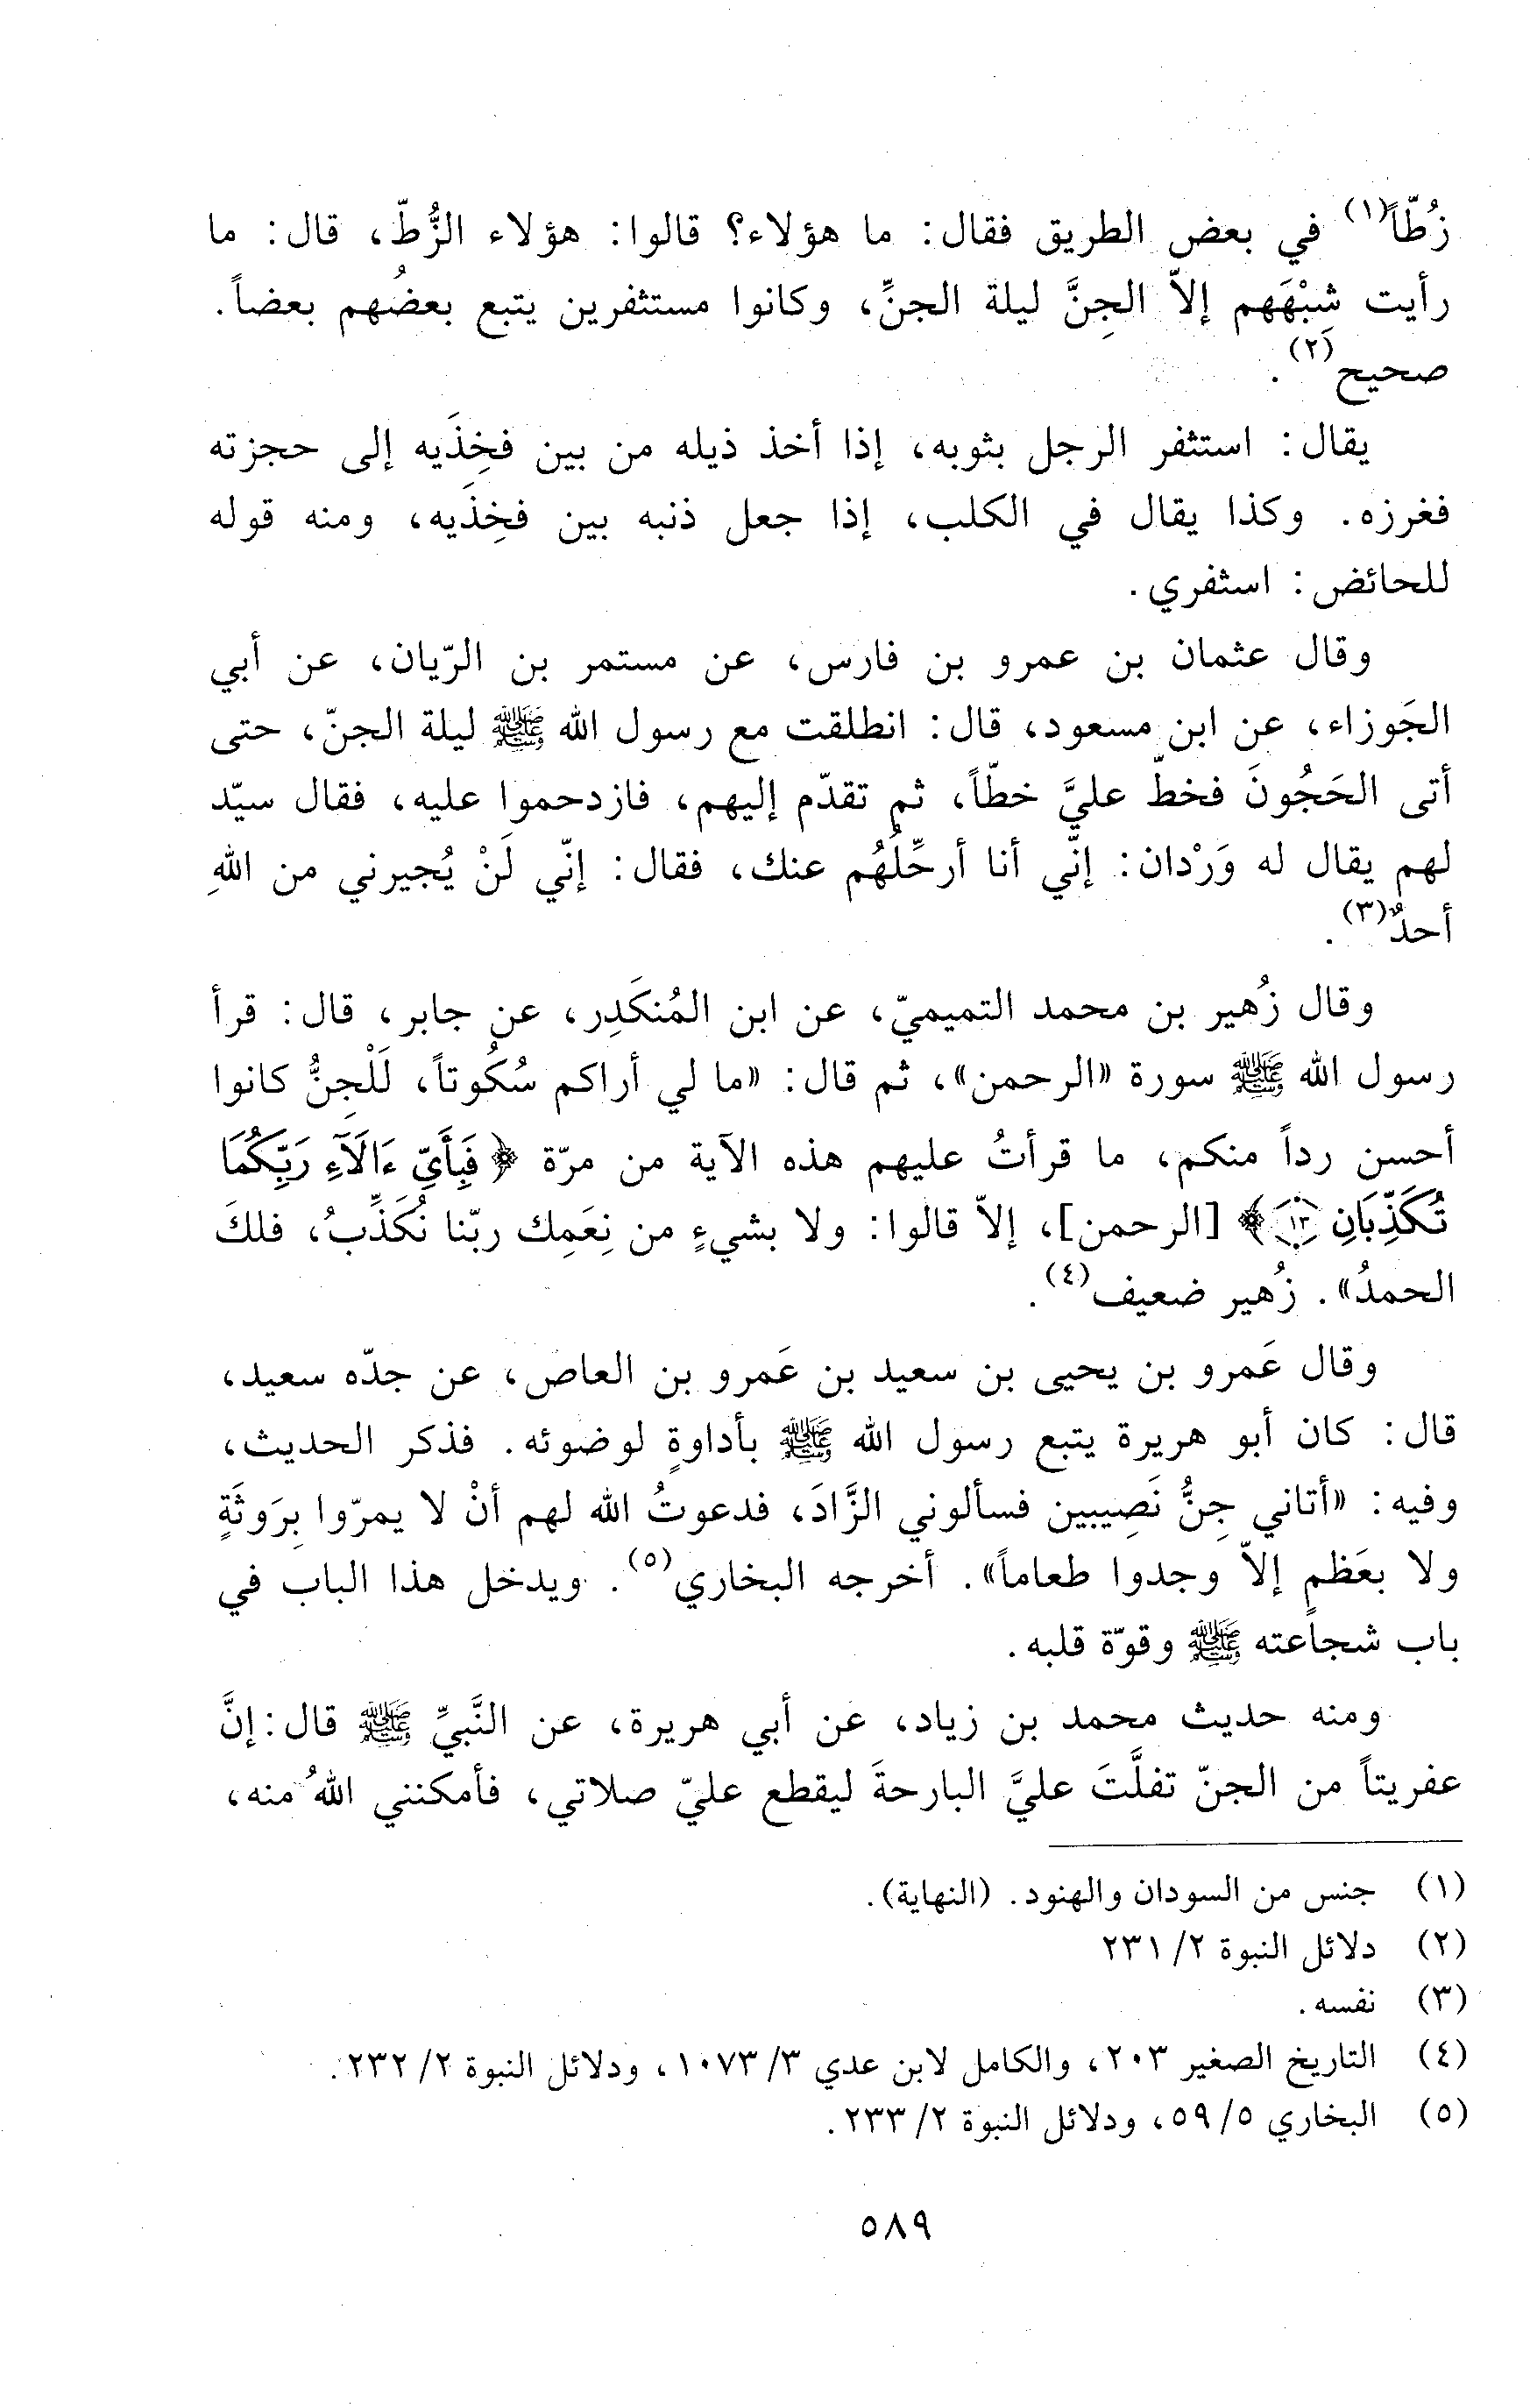 زُطّاً(١) في بعض الطريق فقال: ما هؤلاء؟ قالوا: هؤلاء الزُّطّ، قال: ما
رأيت شِبْهَهم إلاّ الجِنَّ ليلة الجنِّ، وكانوا مستثفرين يتبع بعضُهم بعضاً.
صحيح(٢).
يقال: استثفر الرجل بثوبه، إذا أخذ ذيله من بين فخِذَيه إلى حجزته
فغرزه. وكذا يقال في الكلب، إذا جعل ذنبه بين فخِذَيه، ومنه قوله
للحائض: استثفري.
وقال عثمان بن عمرو بن فارس، عن مستمر بن الرّيان، عن أبي
الجَوزاء، عن ابن مسعود، قال: انطلقت مع رسول الله ﷺ ليلة الجنّ، حتى
أتى الحَجُونَ فخطّ عليَّ خطّاً، ثم تقدّم إليهم، فازدحموا عليه، فقال سيّد
لهم يقال له وَرْدان: إنّي أنا أرحِّلُهُم عنك، فقال: إنّي لَنْ يُجيرني من اللهِ
أحدٌ(٣).
وقال زُهير بن محمد التميميّ، عن ابن المُنكَدِر، عن جابر، قال: قرأ
رسول الله ﷺ سورة «الرحمن»، ثم قال: «ما لي أراكم سُكُوتاً، لَلْجِنُّ كانوا
أحسن رداً منكم، ما قرأتُ عليهم هذه الآية من مرّة ﴿فَبِأَيِّ ءَالَآءِ رَبِّكُمَا
تُكَذِّبَانِ ١٣﴾ [الرحمن]، إلاّ قالوا: ولا بشيءٍ من نِعَمِك ربّنا نُكَذِّبُ، فلكَ
الحمدُ». زُهير ضعيف(٤).
وقال عَمرو بن يحيى بن سعيد بن عَمرو بن العاص، عن جدّه سعيد،
قال: كان أبو هريرة يتبع رسول الله ﷺ بأداوةٍ لوضوئه. فذكر الحديث،
وفيه: «أتاني جِنُّ نَصِيبين فسألوني الزَّادَ، فدعوتُ الله لهم أنْ لا يمرّوا بِرَوثَةٍ
ولا بعَظمٍ إلاّ وجدوا طعاماً». أخرجه البخاري(٥). ويدخل هذا الباب في
باب شجاعته ﷺ وقوّة قلبه.
ومنه حديث محمد بن زياد، عن أبي هريرة، عن النَّبيِّ ﷺ قال: إنَّ
عفريتاً من الجنّ تفلَّتَ عليَّ البارحةَ ليقطع عليّ صلاتي، فأمكنني اللهُ منه،
(١) جنس من السودان والهنود. (النهاية).
(٢) دلائل النبوة ٢/ ٢٣١
(٣) نفسه.
(٤) التاريخ الصغير ٢٠٣، والكامل لابن عدي ٣/ ١٠٧٣، ودلائل النبوة ٢/ ٢٣٢.
(٥) البخاري ٥/ ٥٩، ودلائل النبوة ٢/ ٢٣٣.
٥٨٩